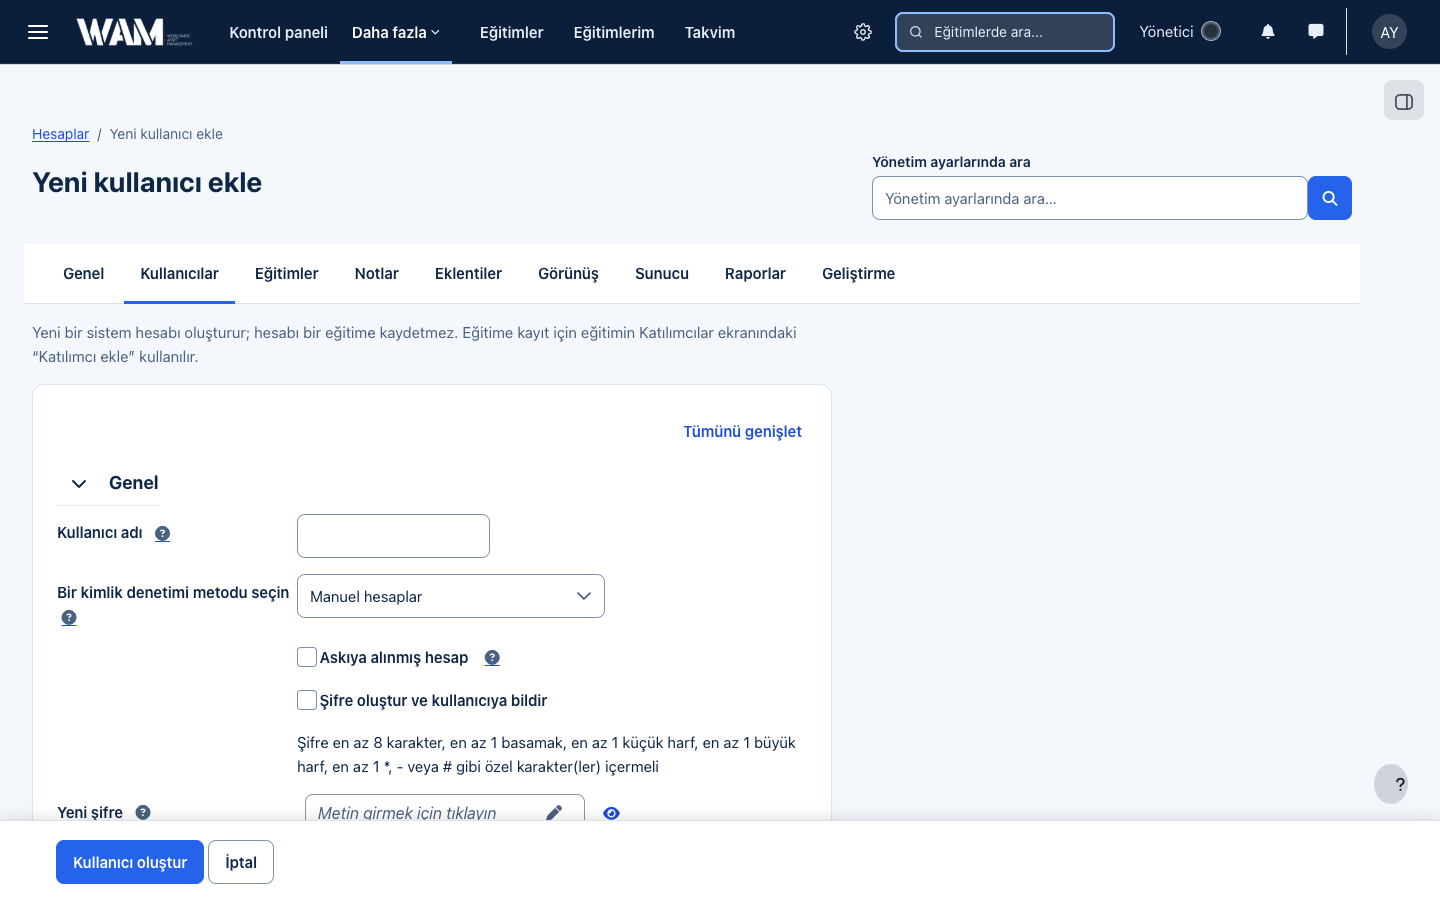 WAM WORLDWIDE ASSET MANAGEMENT Kontrol paneli Daha fazla Eğitimler Eğitimlerim Takvim Eğitimlerde ara... Yönetici AY
Hesaplar / Yeni kullanıcı ekle
Yeni kullanıcı ekle
Yönetim ayarlarında ara
Yönetim ayarlarında ara...
Genel Kullanıcılar Eğitimler Notlar Eklentiler Görünüş Sunucu Raporlar Geliştirme
Yeni bir sistem hesabı oluşturur; hesabı bir eğitime kaydetmez. Eğitime kayıt için eğitimin Katılımcılar ekranındaki
“Katılımcı ekle” kullanılır.
Tümünü genişlet
Genel
Kullanıcı adı ?
Bir kimlik denetimi metodu seçin
?
Manuel hesaplar
Askıya alınmış hesap ?
Şifre oluştur ve kullanıcıya bildir
Şifre en az 8 karakter, en az 1 basamak, en az 1 küçük harf, en az 1 büyük
harf, en az 1 *, - veya # gibi özel karakter(ler) içermeli
Yeni şifre ? Metin girmek için tıklayın
?
Kullanıcı oluştur İptal